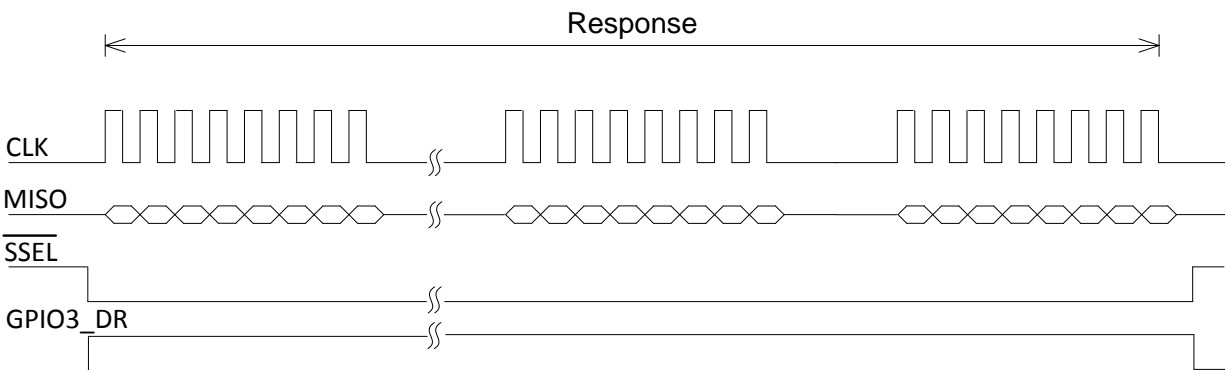 Response
CLK
MISO
SSEL
GPIO3_DR